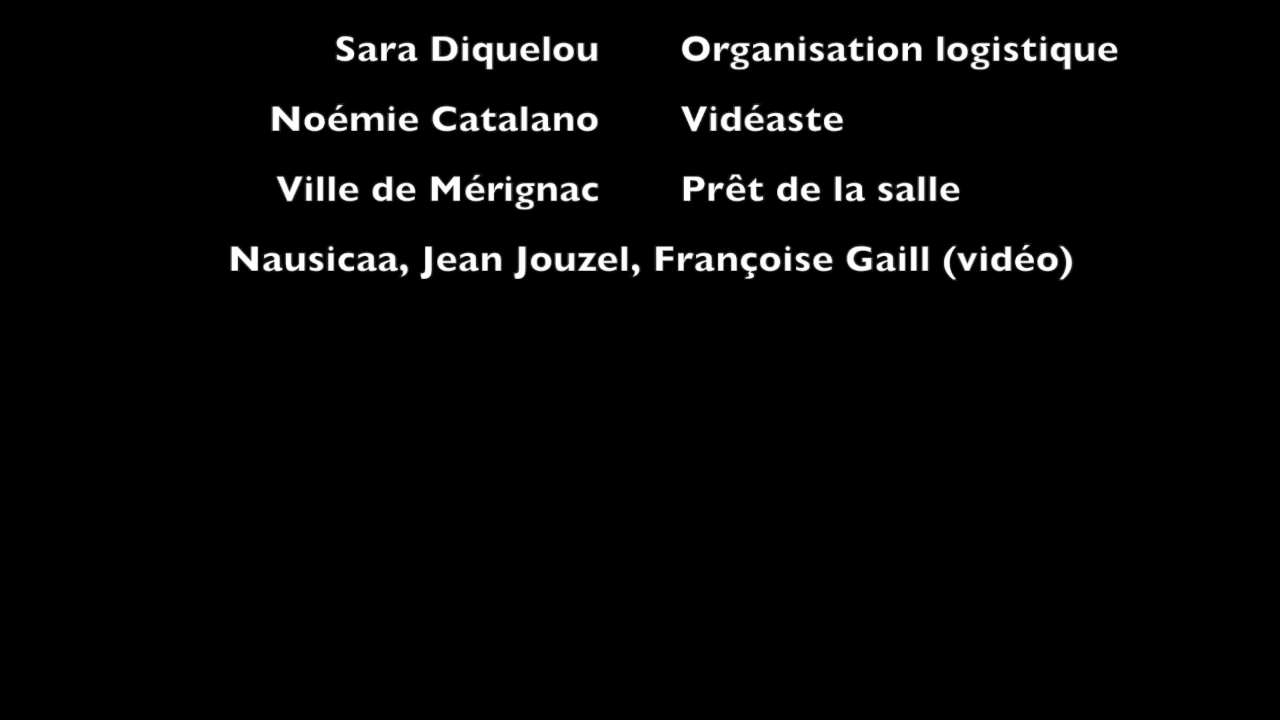 Sara Diquelou Organisation logistique
Noémie Catalano Vidéaste
Ville de Mérignac Prêt de la salle
Nausicaa, Jean Jouzel, Françoise Gaill (vidéo)